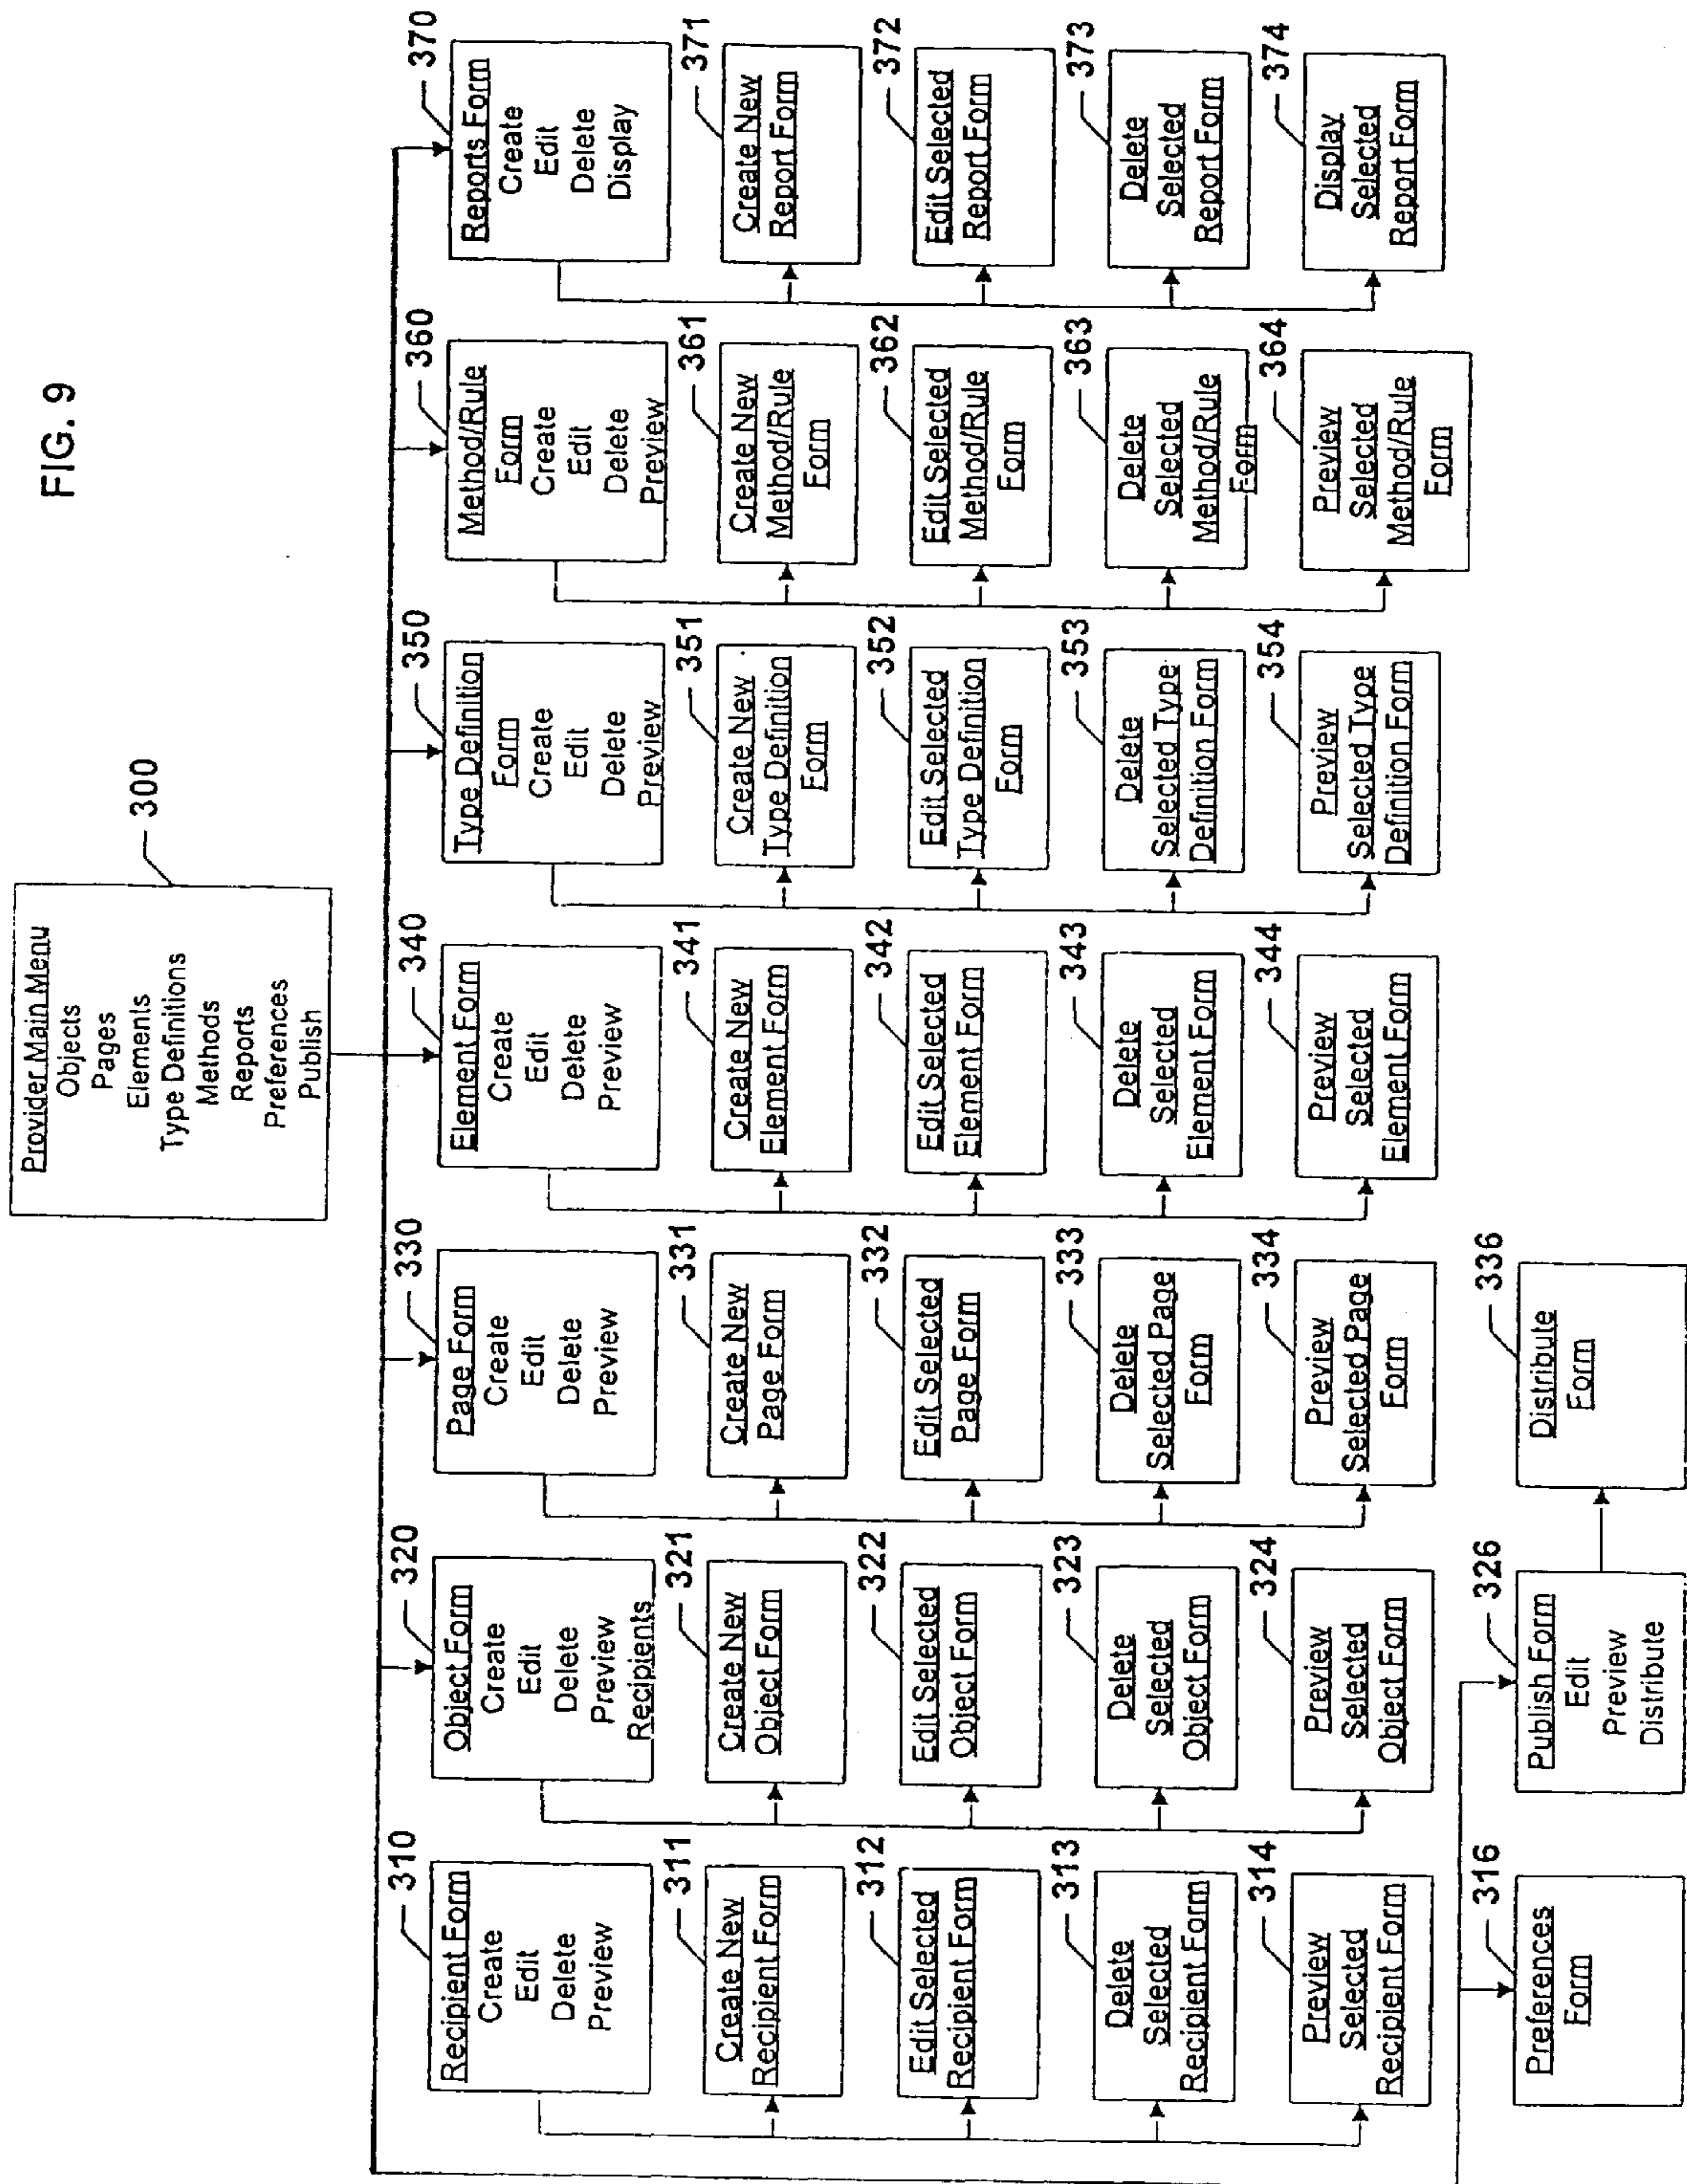 FIG. 9
300
Provider Main Menu
Objects
Pages
Elements
Type Definitions
Methods
Reports
Preferences
Publish
310
Recipient Form
Create
Edit
Delete
Preview
320
Object Form
Create
Edit
Delete
Preview
Recipients
330
Page Form
Create
Edit
Delete
Preview
340
Element Form
Create
Edit
Delete
Preview
350
Type Definition
Form
Create
Edit
Delete
Preview
360
Method/Rule
Form
Create
Edit
Delete
Preview
370
Reports Form
Create
Edit
Delete
Display
311
Create New
Recipient Form
321
Create New
Object Form
331
Create New
Page Form
341
Create New
Element Form
351
Create New
Type Definition
Form
361
Create New
Method/Rule
Form
371
Create New
Report Form
312
Edit Selected
Recipient Form
322
Edit Selected
Object Form
332
Edit Selected
Page Form
342
Edit Selected
Element Form
352
Edit Selected
Type Definition
Form
362
Edit Selected
Method/Rule
Form
372
Edit Selected
Report Form
313
Delete
Selected
Recipient Form
323
Delete
Selected
Object Form
333
Delete
Selected Page
Form
343
Delete
Selected
Element Form
353
Delete
Selected Type
Definition Form
363
Delete
Selected
Method/Rule
Form
373
Delete
Selected
Report Form
314
Preview
Selected
Recipient Form
324
Preview
Selected
Object Form
334
Preview
Selected Page
Form
344
Preview
Selected
Element Form
354
Preview
Selected Type
Definition Form
364
Preview
Selected
Method/Rule
Form
374
Display
Selected
Report Form
316
Preferences
Form
326
Publish Form
Edit
Preview
Distribute
336
Distribute
Form